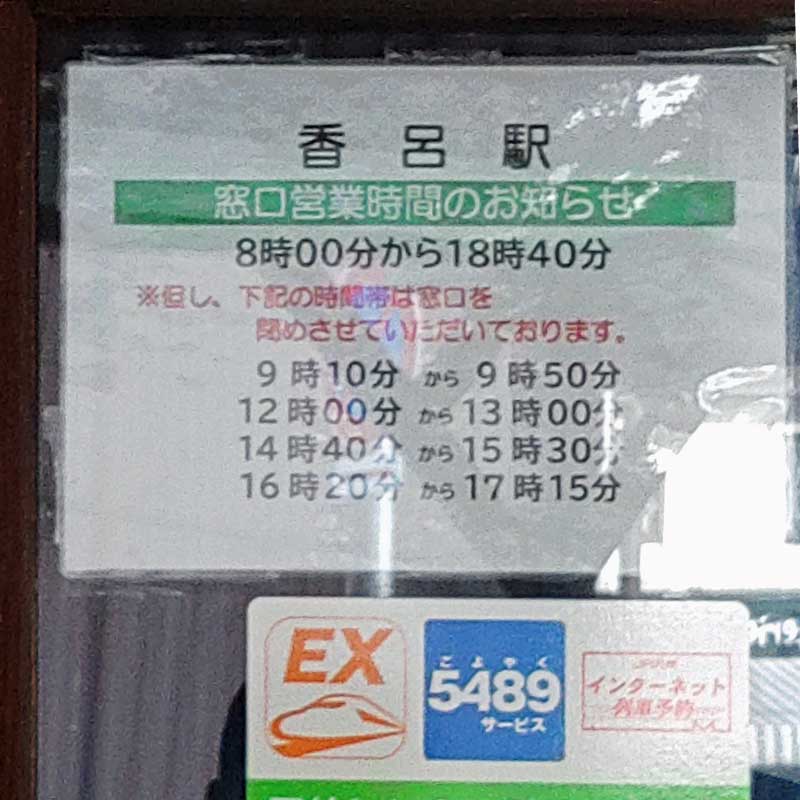 香呂駅
窓口営業時間のお知らせ
8時00分から18時40分
※但し、下記の時間帯は窓口を
閉めさせていただいております。
9時10分 から 9時50分
12時00分 から 13時00分
14時40分 から 15時30分
16時20分 から 17時15分
EX
ごよやく
5489
サービス
インターネット
列車予約